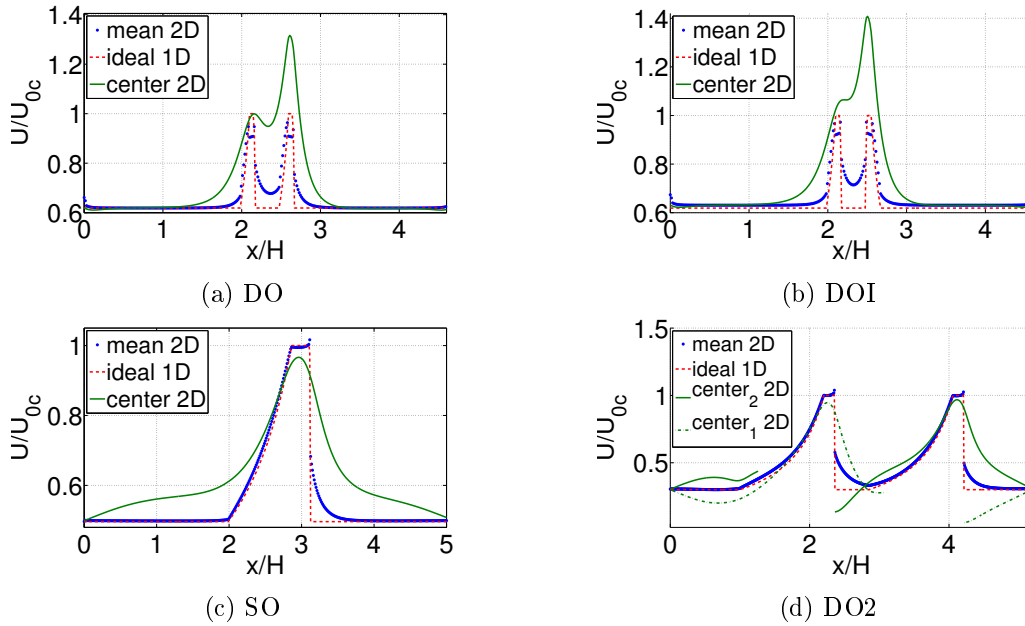 1.4
1.2
1
0.8
0.6
U/U0c
mean 2D
ideal 1D
center 2D
0 1 2 3 4
x/H
(a) DO
1.4
1.2
1
0.8
0.6
U/U0c
mean 2D
ideal 1D
center 2D
0 1 2 3 4
x/H
(b) DOI
1
0.8
0.6
U/U0c
mean 2D
ideal 1D
center 2D
0 1 2 3 4 5
x/H
(c) SO
1.5
1
0.5
U/U0c
mean 2D
ideal 1D
center2 2D
center1 2D
0 2 4
x/H
(d) DO2